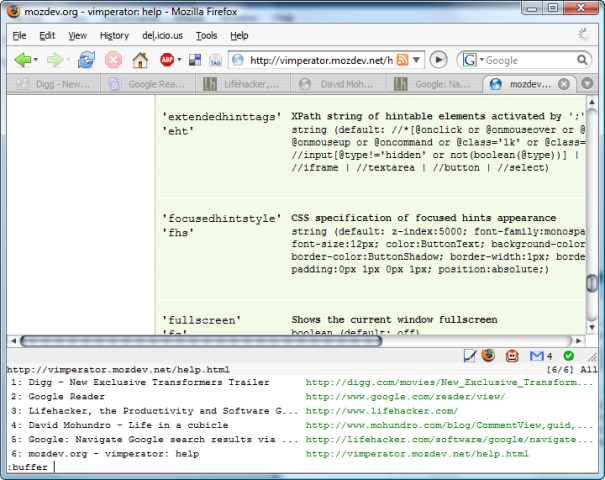 mozdev.org - vimperator: help - Mozilla Firefox
File Edit View History del.icio.us Tools Help
ABP TAG http://vimperator.mozdev.net/h G Google
Digg - New... Google Rea... Lifehacker,... David Moh... Google: Na... mozdev...
'extendedhinttags' XPath string of hintable elements activated by ';'
'eht' string (default: //*[@onclick or @onmouseover or @
@onmouseup or @oncommand or @class='lk' or @class=
//input[@type!='hidden' or not(boolean(@type))] |
//iframe | //textarea | //button | //select)
'focusedhintstyle' CSS specification of focused hints appearance
'fhs' string (default: z-index:5000; font-family:monospa
font-size:12px; color:ButtonText; background-color
border-color:ButtonShadow; border-width:1px; borde
padding:0px 1px 0px 1px; position:absolute;)
'fullscreen' Shows the current window fullscreen
'fs' boolean (default: off)
4
http://vimperator.mozdev.net/help.html [6/6] All
1: Digg - New Exclusive Transformers Trailer http://digg.com/movies/New_Exclusive_Transform...
2: Google Reader http://www.google.com/reader/view/
3: Lifehacker, the Productivity and Software G... http://www.lifehacker.com/
4: David Mohundro - Life in a cubicle http://www.mohundro.com/blog/CommentView,guid,...
5: Google: Navigate Google search results via ... http://lifehacker.com/software/google/navigate...
6: mozdev.org - vimperator: help http://vimperator.mozdev.net/help.html
:buffer